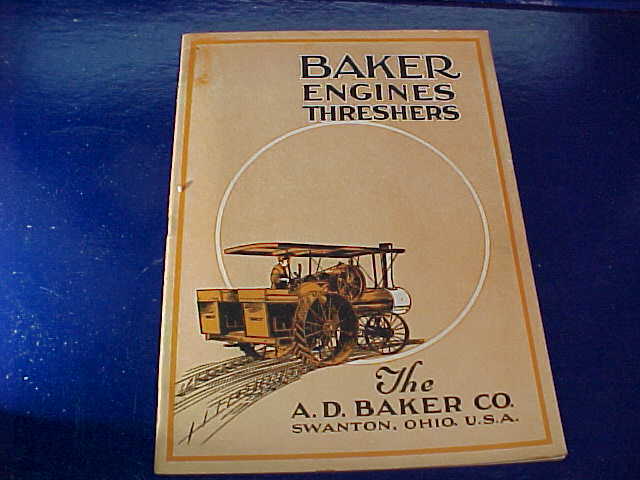 BAKER
ENGINES
THRESHERS
The
A.D. BAKER CO.
SWANTON, OHIO. U.S.A.